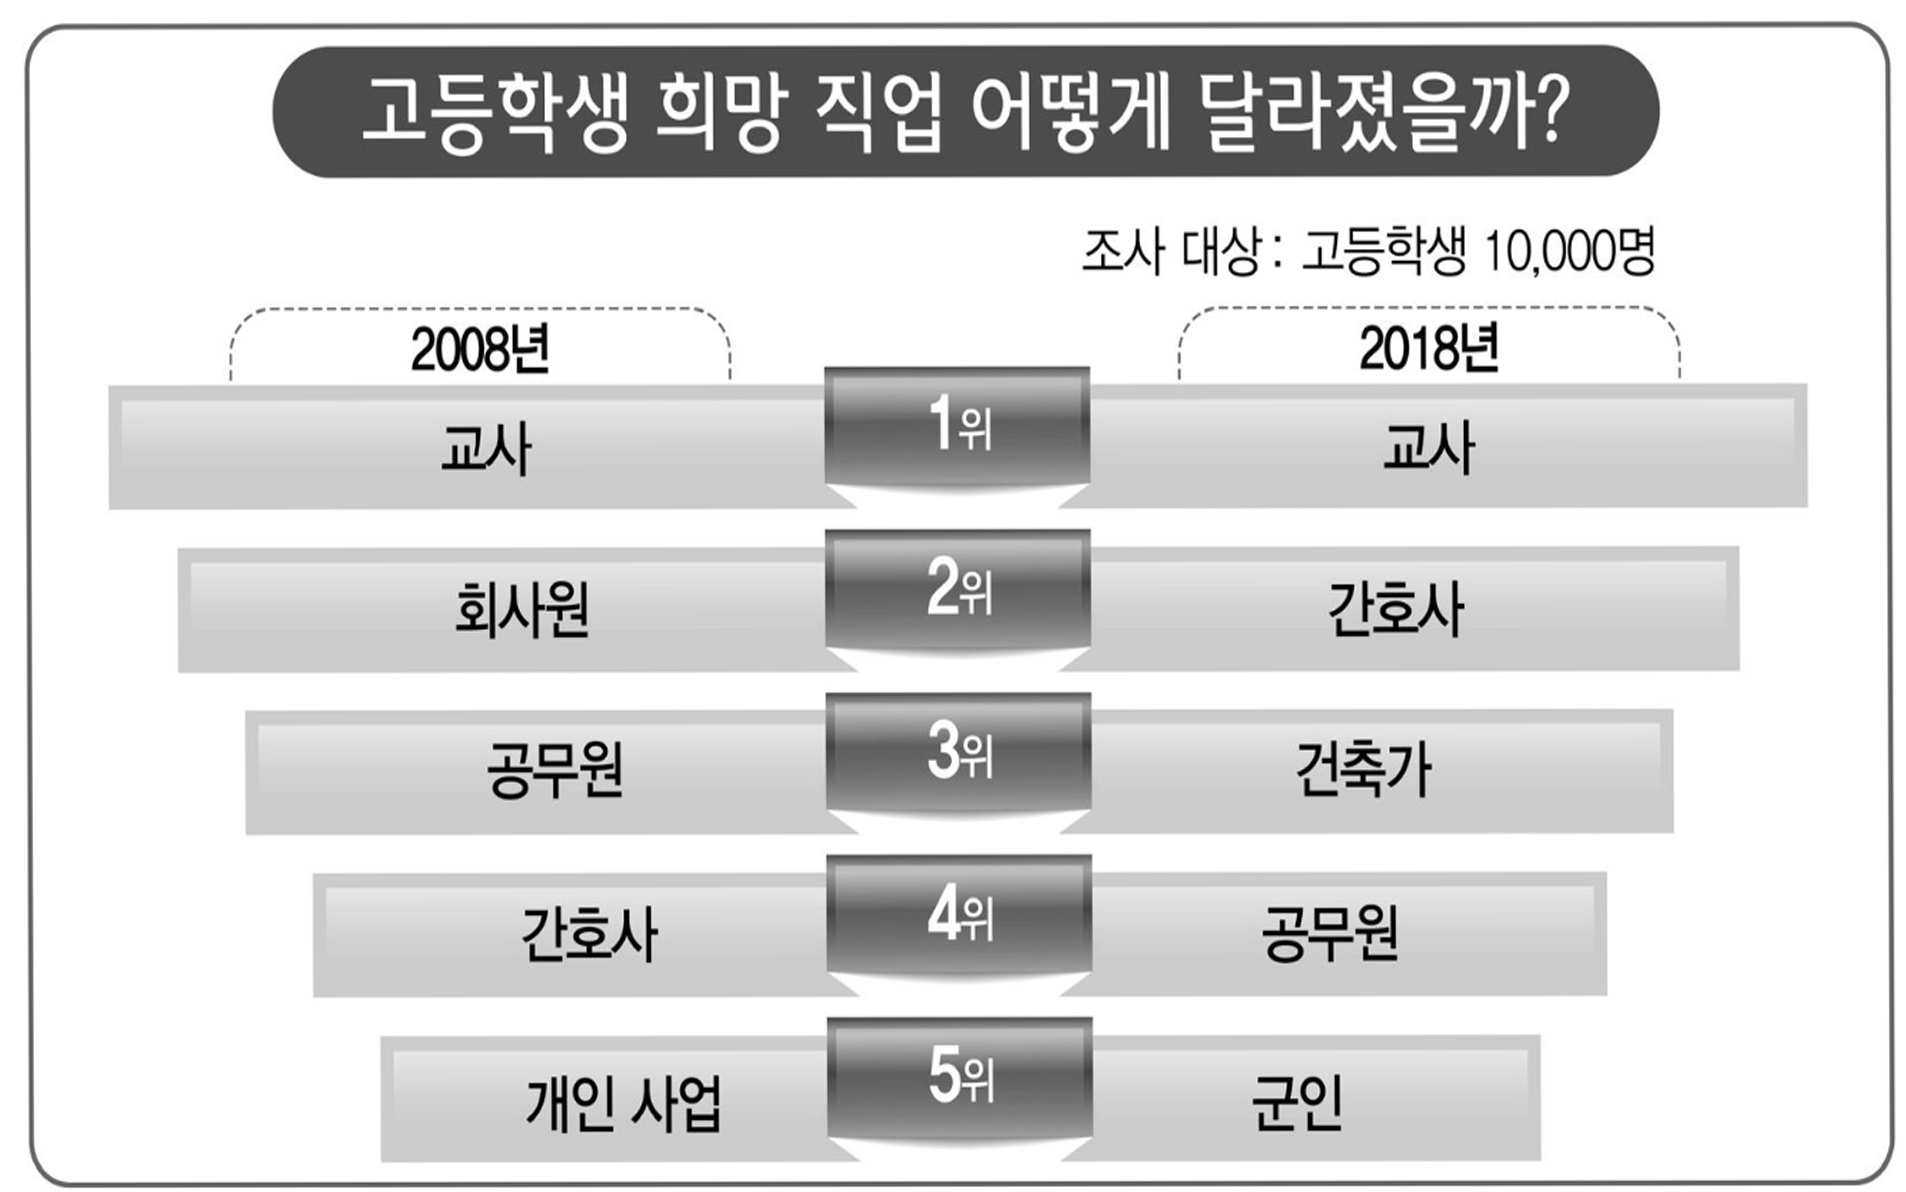 고등학생 희망 직업 어떻게 달라졌을까?
조사 대상: 고등학생 10,000명
2008년 2018년
교사 1위 교사
회사원 2위 간호사
공무원 3위 건축가
간호사 4위 공무원
개인 사업 5위 군인